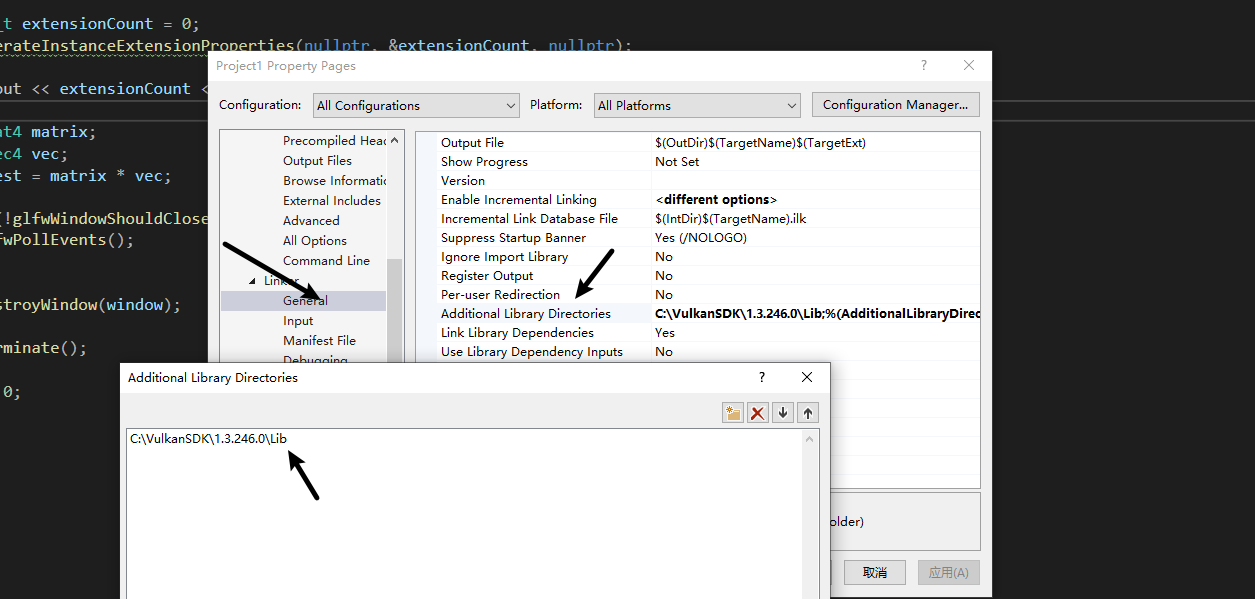 _t extensionCount = 0;
erateInstanceExtensionProperties(nullptr, &extensionCount, nullptr);
out << extensionCount <
at4 matrix;
ec4 vec;
est = matrix * vec;
(!glfwWindowShouldClose
fwPollEvents();
stroyWindow(window);
rminate();
0;
Project1 Property Pages
?
Configuration:
All Configurations
Platform:
All Platforms
Configuration Manager...
Precompiled Head
Output Files
Browse Informatic
External Includes
Advanced
All Options
Command Line
Linker
General
Input
Manifest File
Debugging
Output File $(OutDir)$(TargetName)$(TargetExt)
Show Progress Not Set
Version
Enable Incremental Linking <different options>
Incremental Link Database File $(IntDir)$(TargetName).ilk
Suppress Startup Banner Yes (/NOLOGO)
Ignore Import Library No
Register Output No
Per-user Redirection No
Additional Library Directories C:\VulkanSDK\1.3.246.0\Lib;%(AdditionalLibraryDirec
Link Library Dependencies Yes
Use Library Dependency Inputs No
older)
取消
应用(A)
Additional Library Directories
?
C:\VulkanSDK\1.3.246.0\Lib